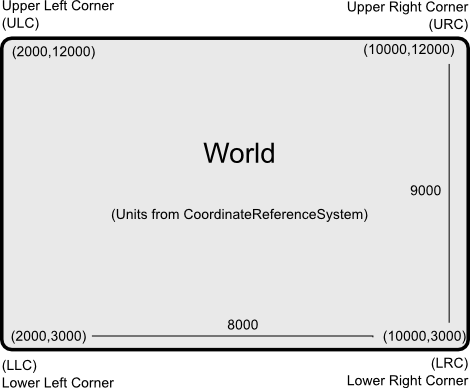 Upper Left Corner
(ULC)
Upper Right Corner
(URC)
(2000,12000)
(10000,12000)
World
9000
(Units from CoordinateReferenceSystem)
8000
(2000,3000)
(10000,3000)
(LLC)
Lower Left Corner
(LRC)
Lower Right Corner